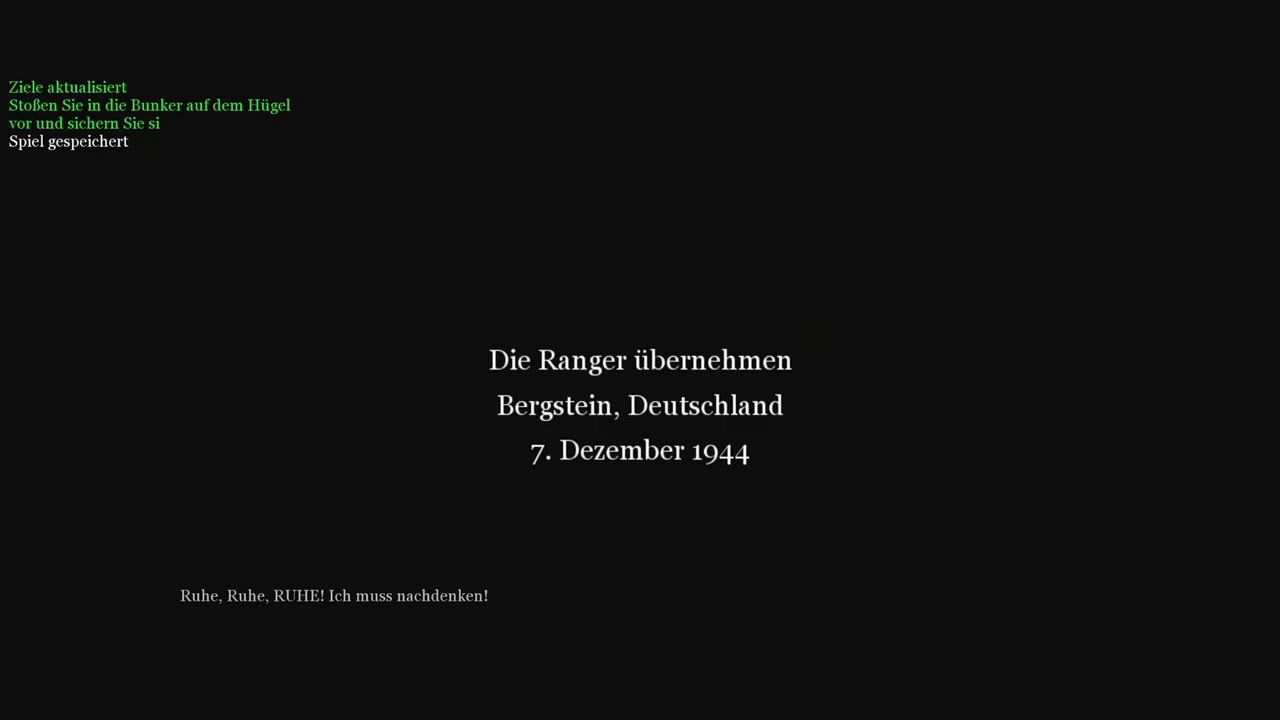 Ziele aktualisiert
Stoßen Sie in die Bunker auf dem Hügel
vor und sichern Sie si
Spiel gespeichert
Die Ranger übernehmen
Bergstein, Deutschland
7. Dezember 1944
Ruhe, Ruhe, RUHE! Ich muss nachdenken!